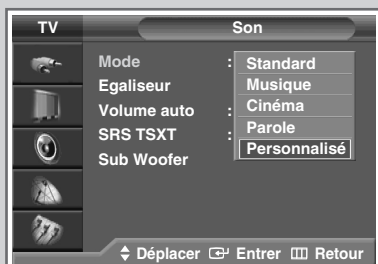 TV
Son
Mode :
Egaliseur
Volume auto :
SRS TSXT :
Sub Woofer
Standard
Musique
Cinéma
Parole
Personnalisé
Déplacer Entrer Retour